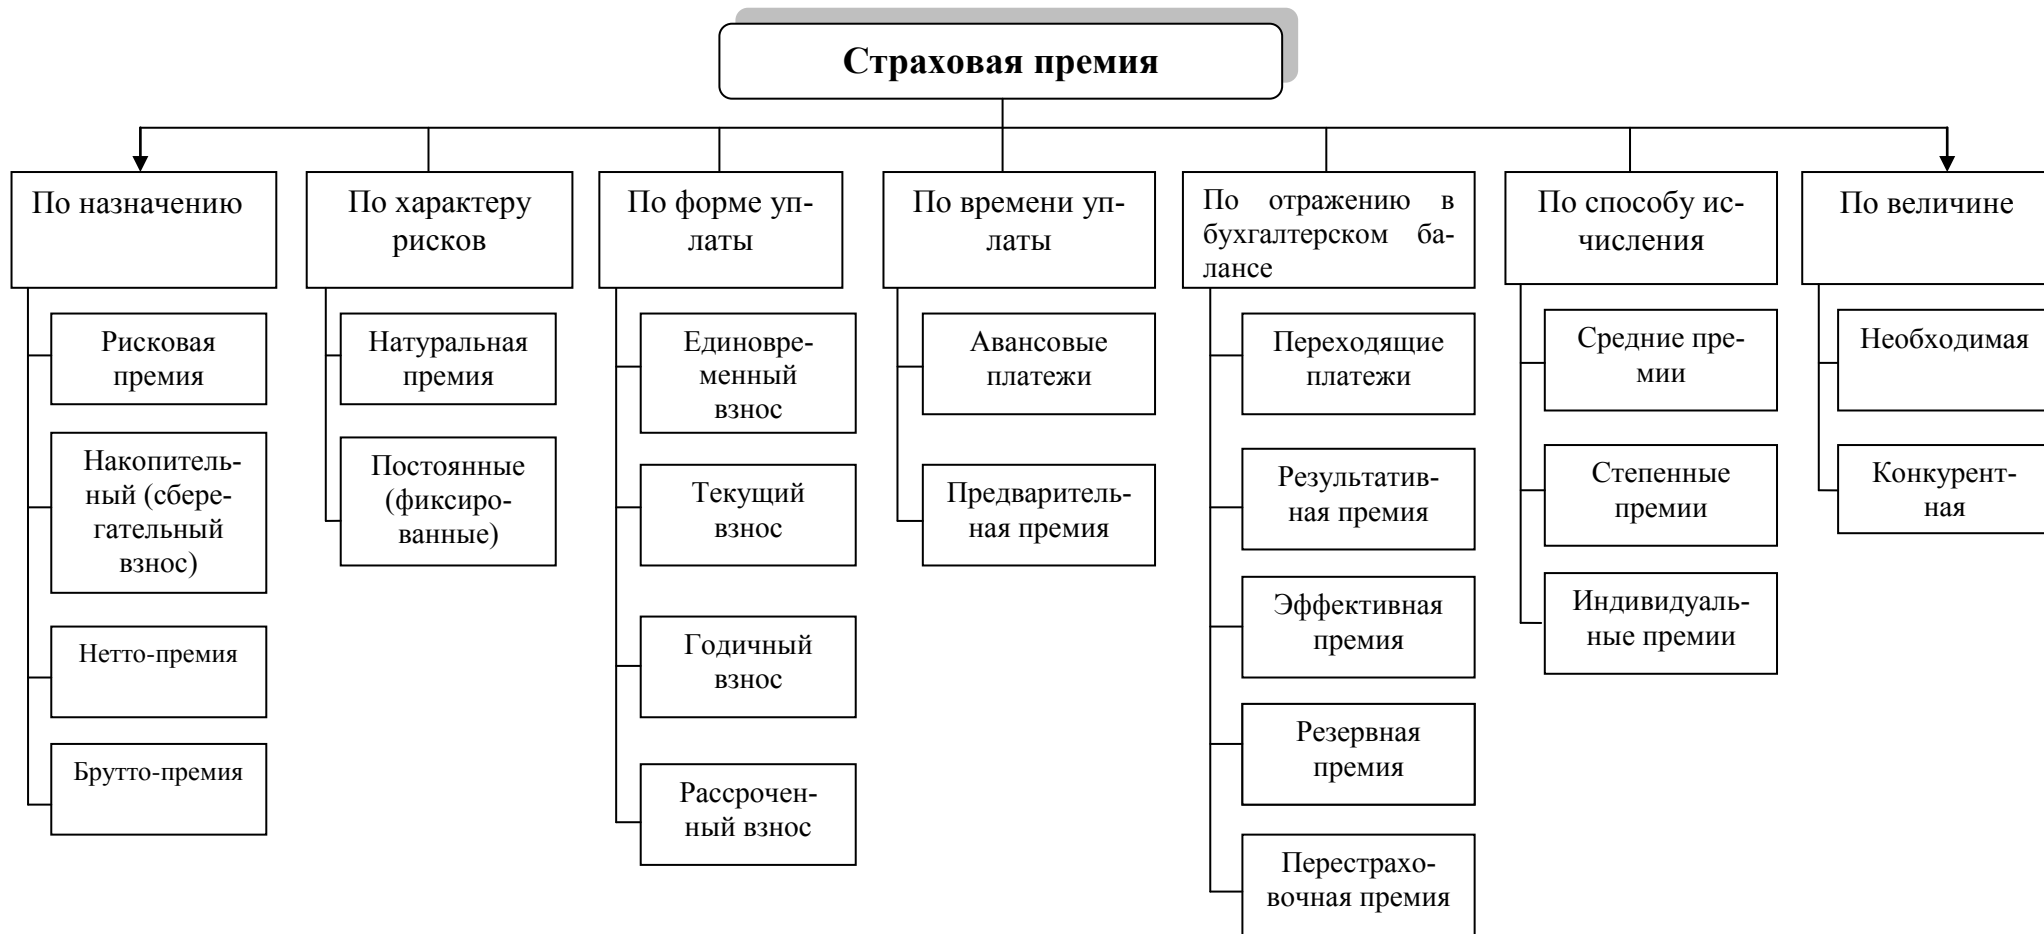 Страховая премия
По назначению
Рисковая
премия
Накопитель-
ный (сбере-
гательный
взнос)
Нетто-премия
Брутто-премия
По характеру
рисков
Натуральная
премия
Постоянные
(фиксиро-
ванные)
По форме уп-
латы
Единовре-
менный
взнос
Текущий
взнос
Годичный
взнос
Рассрочен-
ный взнос
По времени уп-
латы
Авансовые
платежи
Предваритель-
ная премия
По отражению в
бухгалтерском ба-
лансе
Переходящие
платежи
Результатив-
ная премия
Эффективная
премия
Резервная
премия
Перестрахо-
вочная премия
По способу ис-
числения
Средние пре-
мии
Степенные
премии
Индивидуаль-
ные премии
По величине
Необходимая
Конкурент-
ная